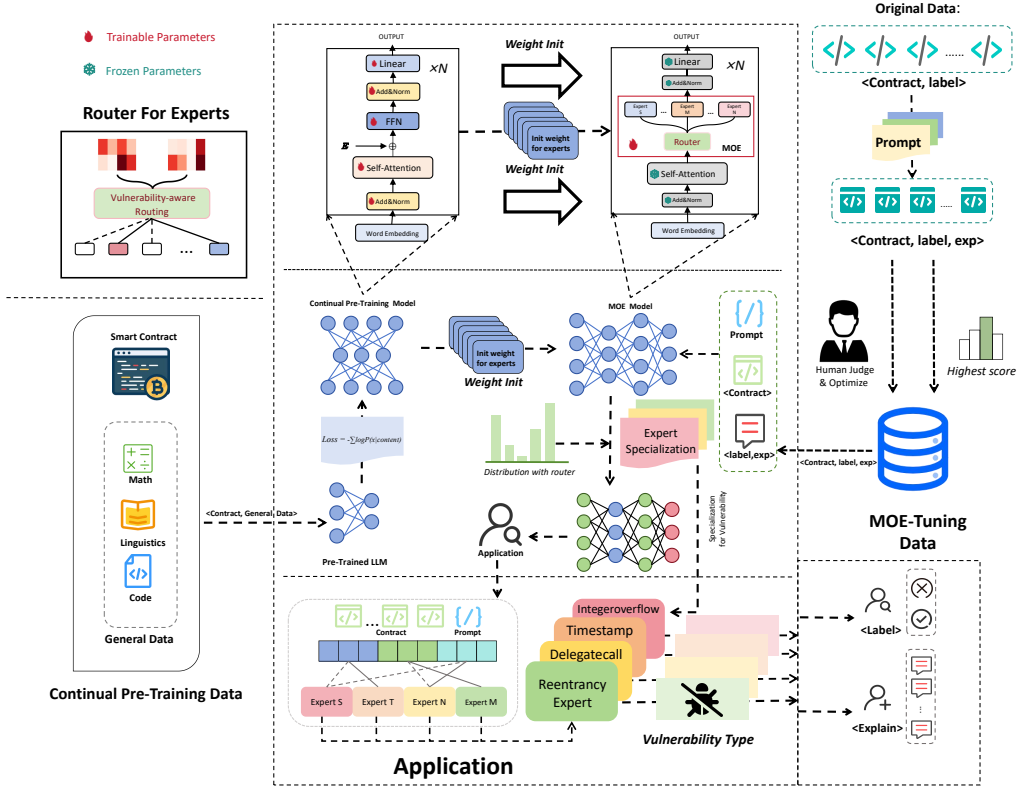 Trainable Parameters
Frozen Parameters
Router For Experts
Vulnerability-aware
Routing
...
Smart Contract
Math
Linguistics
Code
General Data
Continual Pre-Training Data
<Contract, General Data>
OUTPUT
Linear
×N
Add&Norm
FFN
E
Self-Attention
Add&Norm
Word Embedding
Weight Init
Init weight
for experts
Weight Init
OUTPUT
Linear
×N
Add&Norm
Expert
S
...
Expert
M
...
Expert
N
Router
MOE
Self-Attention
Add&Norm
Word Embedding
Continual Pre-Training Model
Init weight
for experts
Weight Init
MOE Model
Loss = -∑logP(x|content)
Pre-Trained LLM
Distribution with router
Expert
Specialization
Application
Specialization
for Vulnerability
Prompt
<Contract>
<label,exp>
Original Data:
......
<Contract, label>
Prompt
.....
<Contract, label, exp>
Human Judge
& Optimize
Highest score
<Contract, label, exp>
MOE-Tuning
Data
...
Contract
Prompt
Expert S
Expert T
Expert N
Expert M
Integeroverflow
Timestamp
Delegatecall
Reentrancy
Expert
Vulnerability Type
Application
<Label>
<Explain>
...